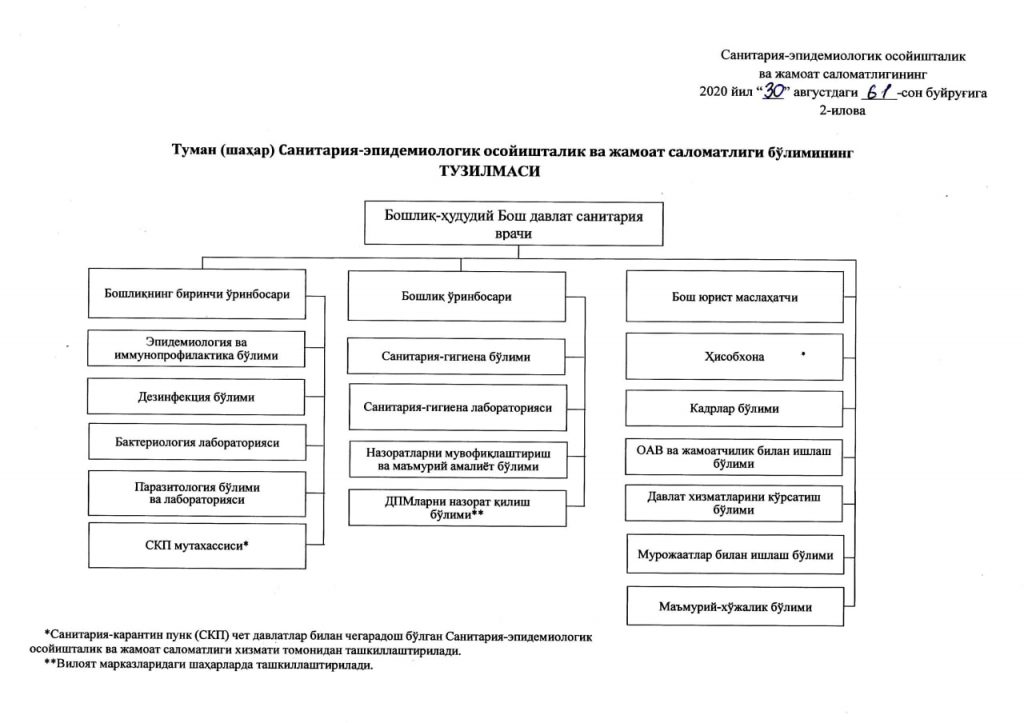 Санитария-эпидемиологик осойишталик
ва жамоат саломатлигининг
2020 йил “30” августдаги 61-сон буйруғига
2-илова
Туман (шаҳар) Санитария-эпидемиологик осойишталик ва жамоат саломатлиги бўлимининг
ТУЗИЛМАСИ
Бошлиқ-ҳудудий Бош давлат санитария
врачи
Бошлиқнинг биринчи ўринбосари
Эпидемиология ва
иммунопрофилактика бўлими
Дезинфекция бўлими
Бактериология лабораторияси
Паразитология бўлими
ва лабораторияси
СКП мутахассиси*
Бошлиқ ўринбосари
Санитария-гигиена бўлими
Санитария-гигиена лабораторияси
Назоратларни мувофиқлаштириш
ва маъмурий амалиёт бўлими
ДПМларни назорат қилиш
бўлими**
Бош юрист маслаҳатчи
Ҳисобхона *
Кадрлар бўлими
ОАВ ва жамоатчилик билан ишлаш
бўлими
Давлат хизматларини кўрсатиш
бўлими
Мурожаатлар билан ишлаш бўлими
Маъмурий-хўжалик бўлими
*Санитария-карантин пунк (СКП) чет давлатлар билан чегарадош бўлган Санитария-эпидемиологик
осойишталик ва жамоат саломатлиги хизмати томонидан ташкиллаштирилади.
**Вилоят марказларидаги шаҳарларда ташкиллаштирилади.